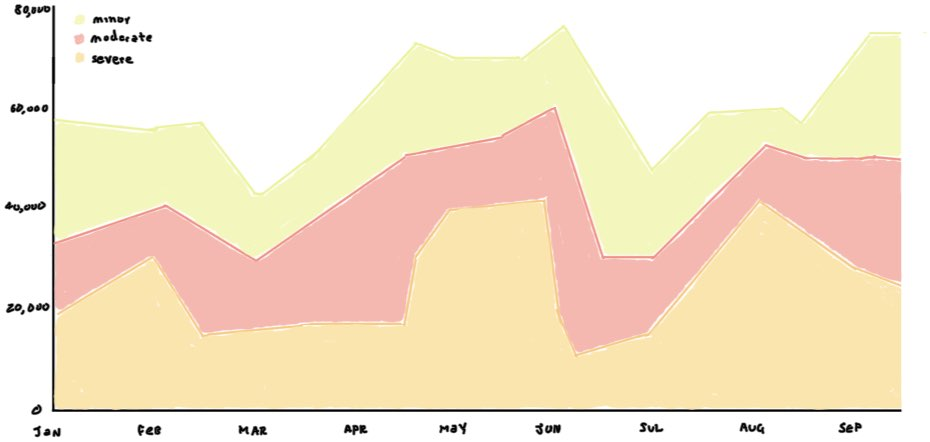 80,000
minor
moderate
severe
60,000
40,000
20,000
0
JAN FEB MAR APR MAY JUN JUL AUG SEP